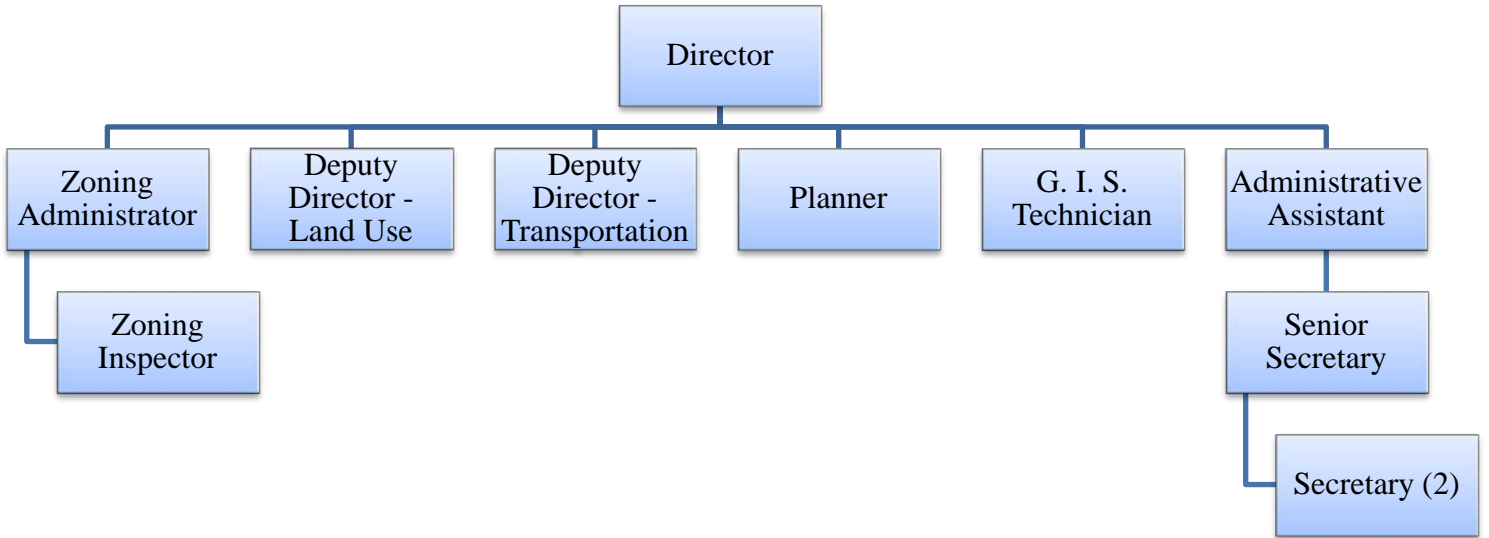 Director
Zoning
Administrator
Deputy
Director -
Land Use
Deputy
Director -
Transportation
Planner
G. I. S.
Technician
Administrative
Assistant
Zoning
Inspector
Senior
Secretary
Secretary (2)